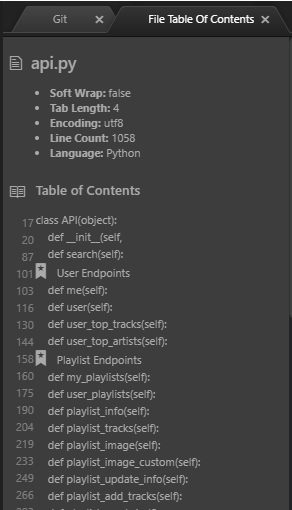 Git × File Table Of Contents ×
api.py
• Soft Wrap: false
• Tab Length: 4
• Encoding: utf8
• Line Count: 1058
• Language: Python
Table of Contents
17 class API(object):
20 def __init__(self,
87 def search(self):
101 User Endpoints
103 def me(self):
116 def user(self):
130 def user_top_tracks(self):
144 def user_top_artists(self):
158 Playlist Endpoints
160 def my_playlists(self):
175 def user_playlists(self):
190 def playlist_info(self):
204 def playlist_tracks(self):
219 def playlist_image(self):
233 def playlist_image_custom(self):
249 def playlist_update_info(self):
266 def playlist_add_tracks(self):